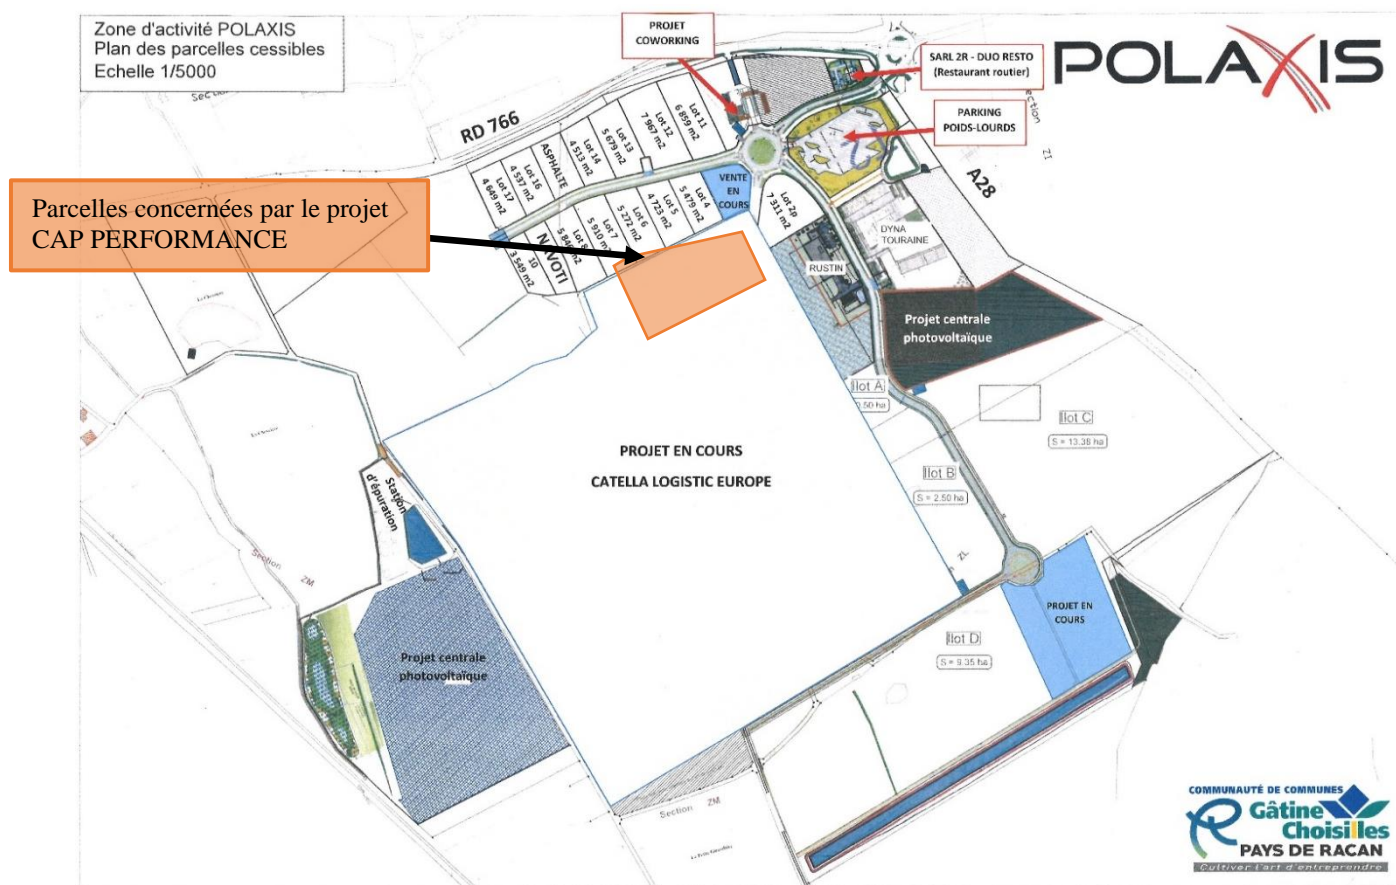 Zone d'activité POLAXIS
Plan des parcelles cessibles
Echelle 1/5000
PROJET
COWORKING
SARL 2R - DUO RESTO
(Restaurant routier)
POLAXIS
PARKING
POIDS-LOURDS
RD 766
A28
Section
ZI
Lot 11
6 859 m2
Lot 12
7 967 m2
Lot 13
5 679 m2
Lot 14
4 513 m2
ASPHALTE
Lot 16
4 537 m2
Lot 17
4 649 m2
VENTE
EN
COURS
Lot 4
5 479 m2
Lot 5
4 723 m2
Lot 6
5 272 m2
Lot 7
5 910 m2
Lot 8
NAVOTI
10
3 549 m2
Lot 2p
7 311 m2
Parcelles concernées par le projet
CAP PERFORMANCE
DYNA
TOURAINE
RUSTIN
Projet centrale
photovoltaïque
Ilot A
0.50 ha
Ilot C
S = 13.38 ha
PROJET EN COURS
CATELLA LOGISTIC EUROPE
Ilot B
S = 2.50 ha
Station
d'épuration
Section ZM
ZL
PROJET EN
COURS
Ilot D
S = 9.35 ha
Projet centrale
photovoltaïque
Section ZM
COMMUNAUTÉ DE COMMUNES
Gâtine
Choisilles
PAYS DE RACAN
Cultiver l'art d'entreprendre